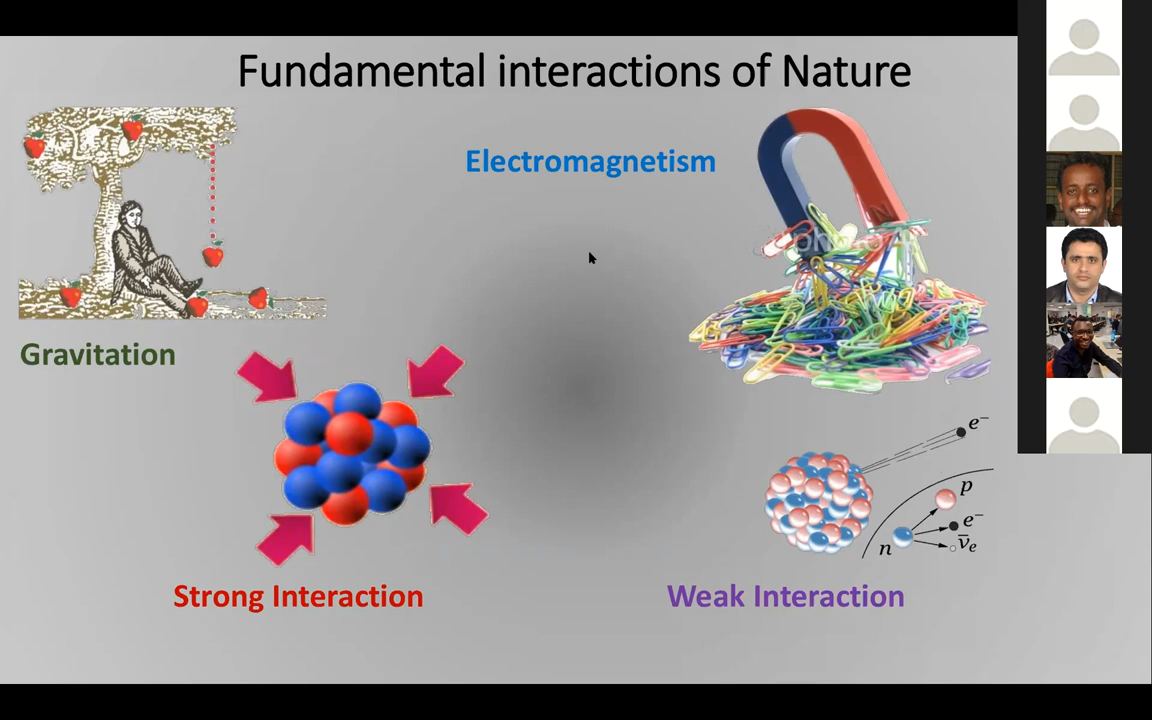 Fundamental interactions of Nature
Electromagnetism
Gravitation
e⁻
p
e⁻
n
ν̄ₑ
Strong Interaction
Weak Interaction